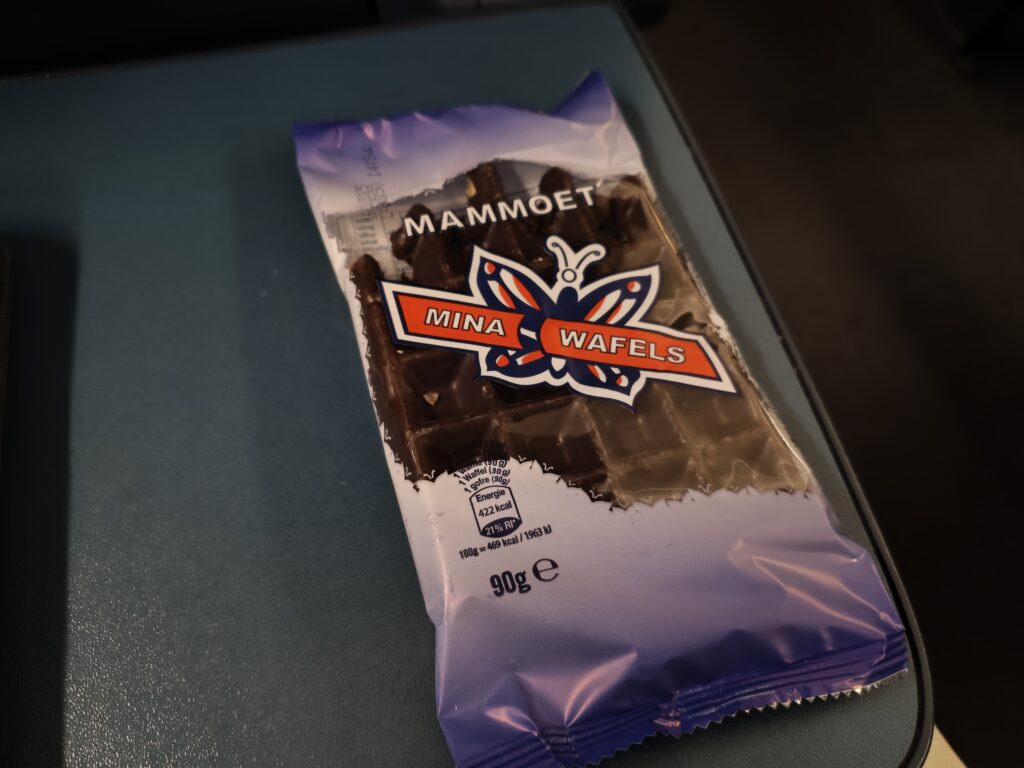 MAMMOET
MINA WAFELS
1 Waffel (90g)
1 gofre (90g)
Energie
422 kcal
21% RI*
100g = 469 kcal / 1963 kJ
90g ℮